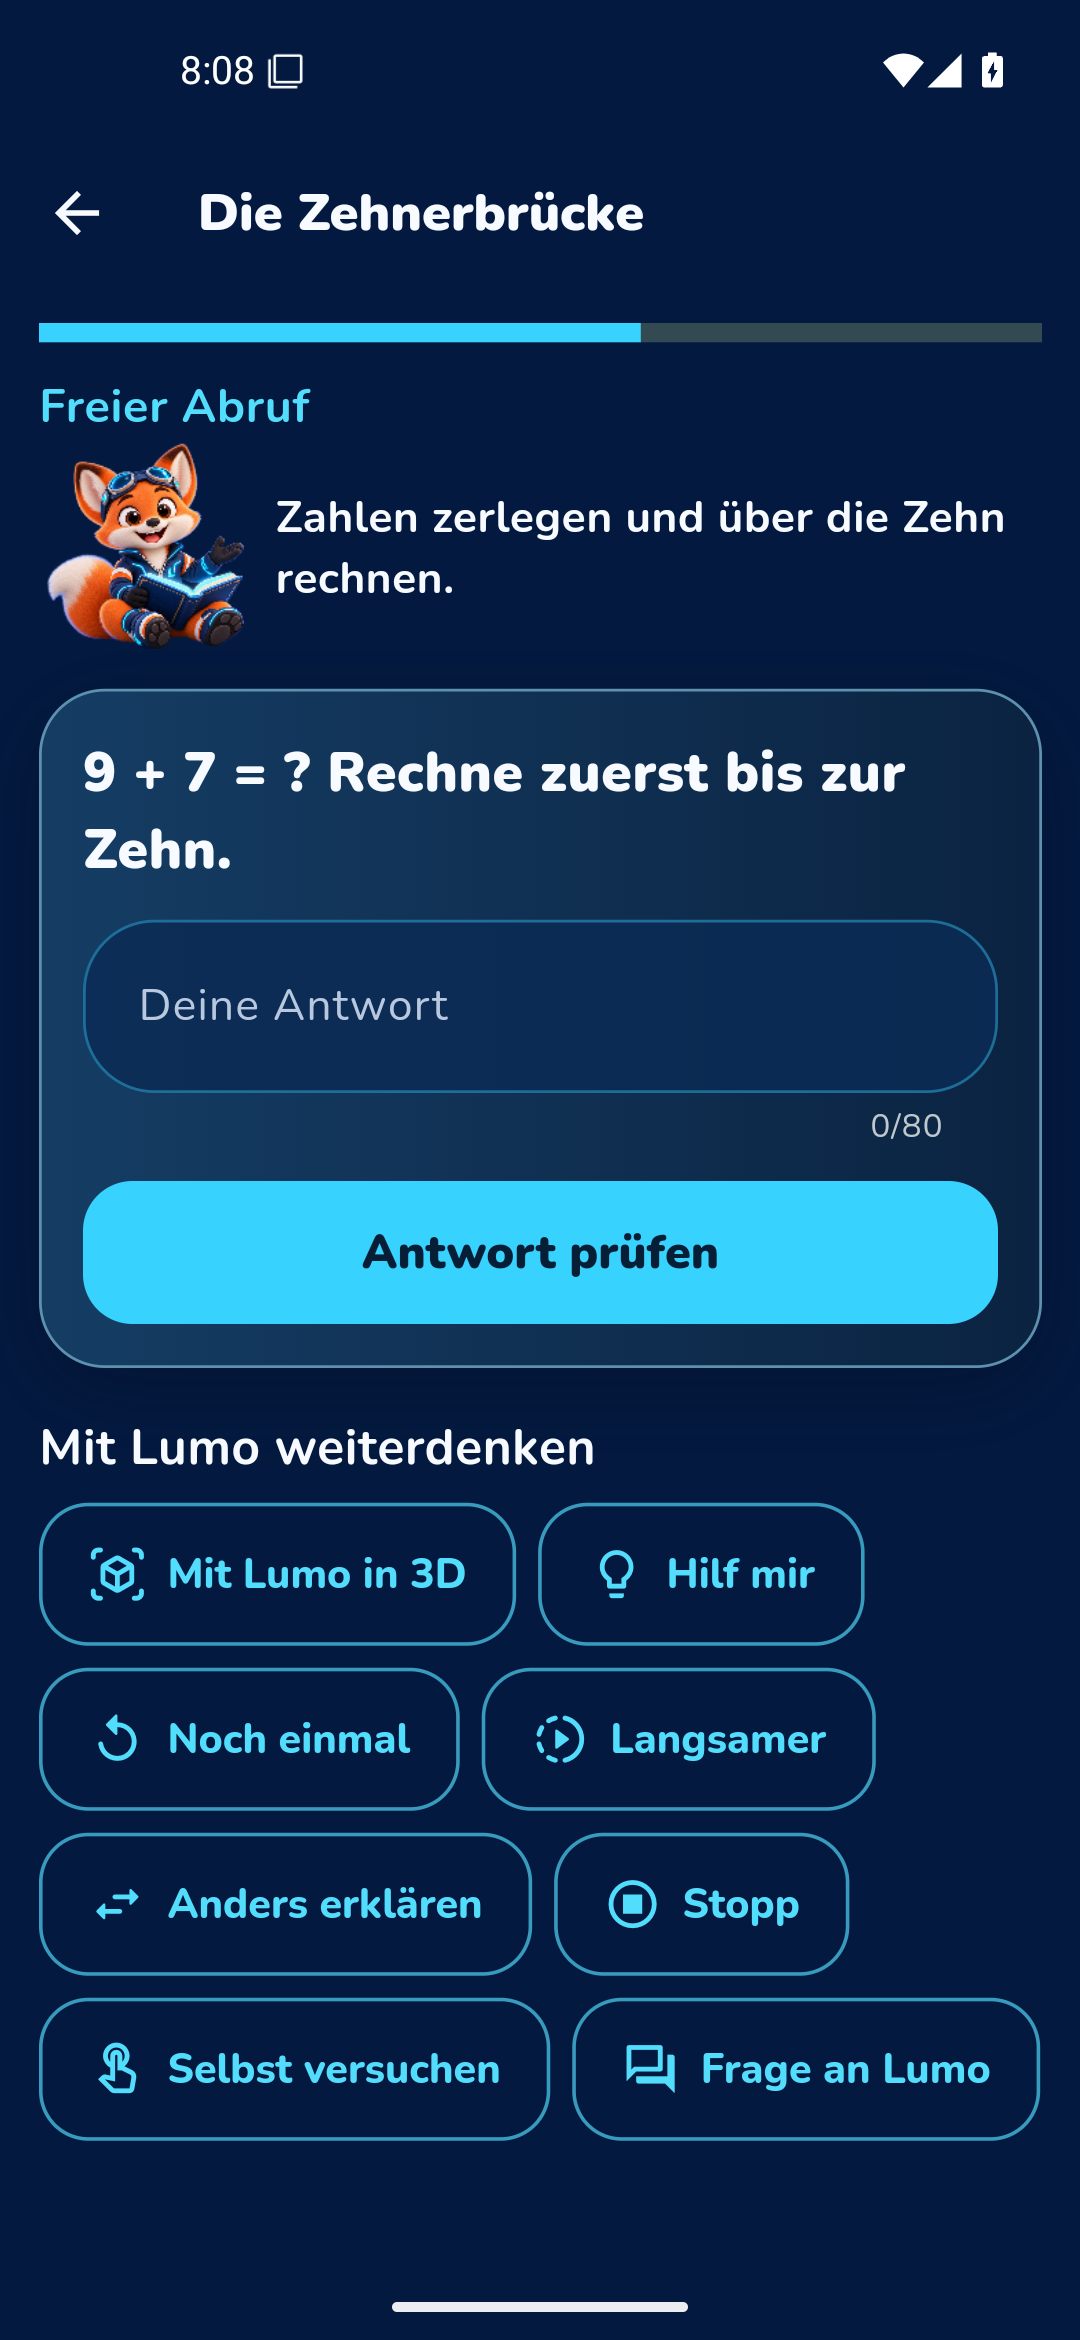 8:08
Die Zehnerbrücke
Freier Abruf
Zahlen zerlegen und über die Zehn
rechnen.
9 + 7 = ? Rechne zuerst bis zur
Zehn.
Deine Antwort
0/80
Antwort prüfen
Mit Lumo weiterdenken
Mit Lumo in 3D
Hilf mir
Noch einmal
Langsamer
Anders erklären
Stopp
Selbst versuchen
Frage an Lumo